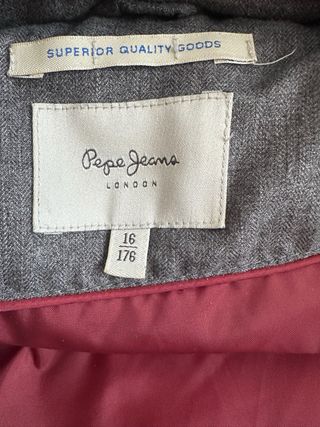 SUPERIOR QUALITY GOODS
Pepe Jeans
LONDON
16
176